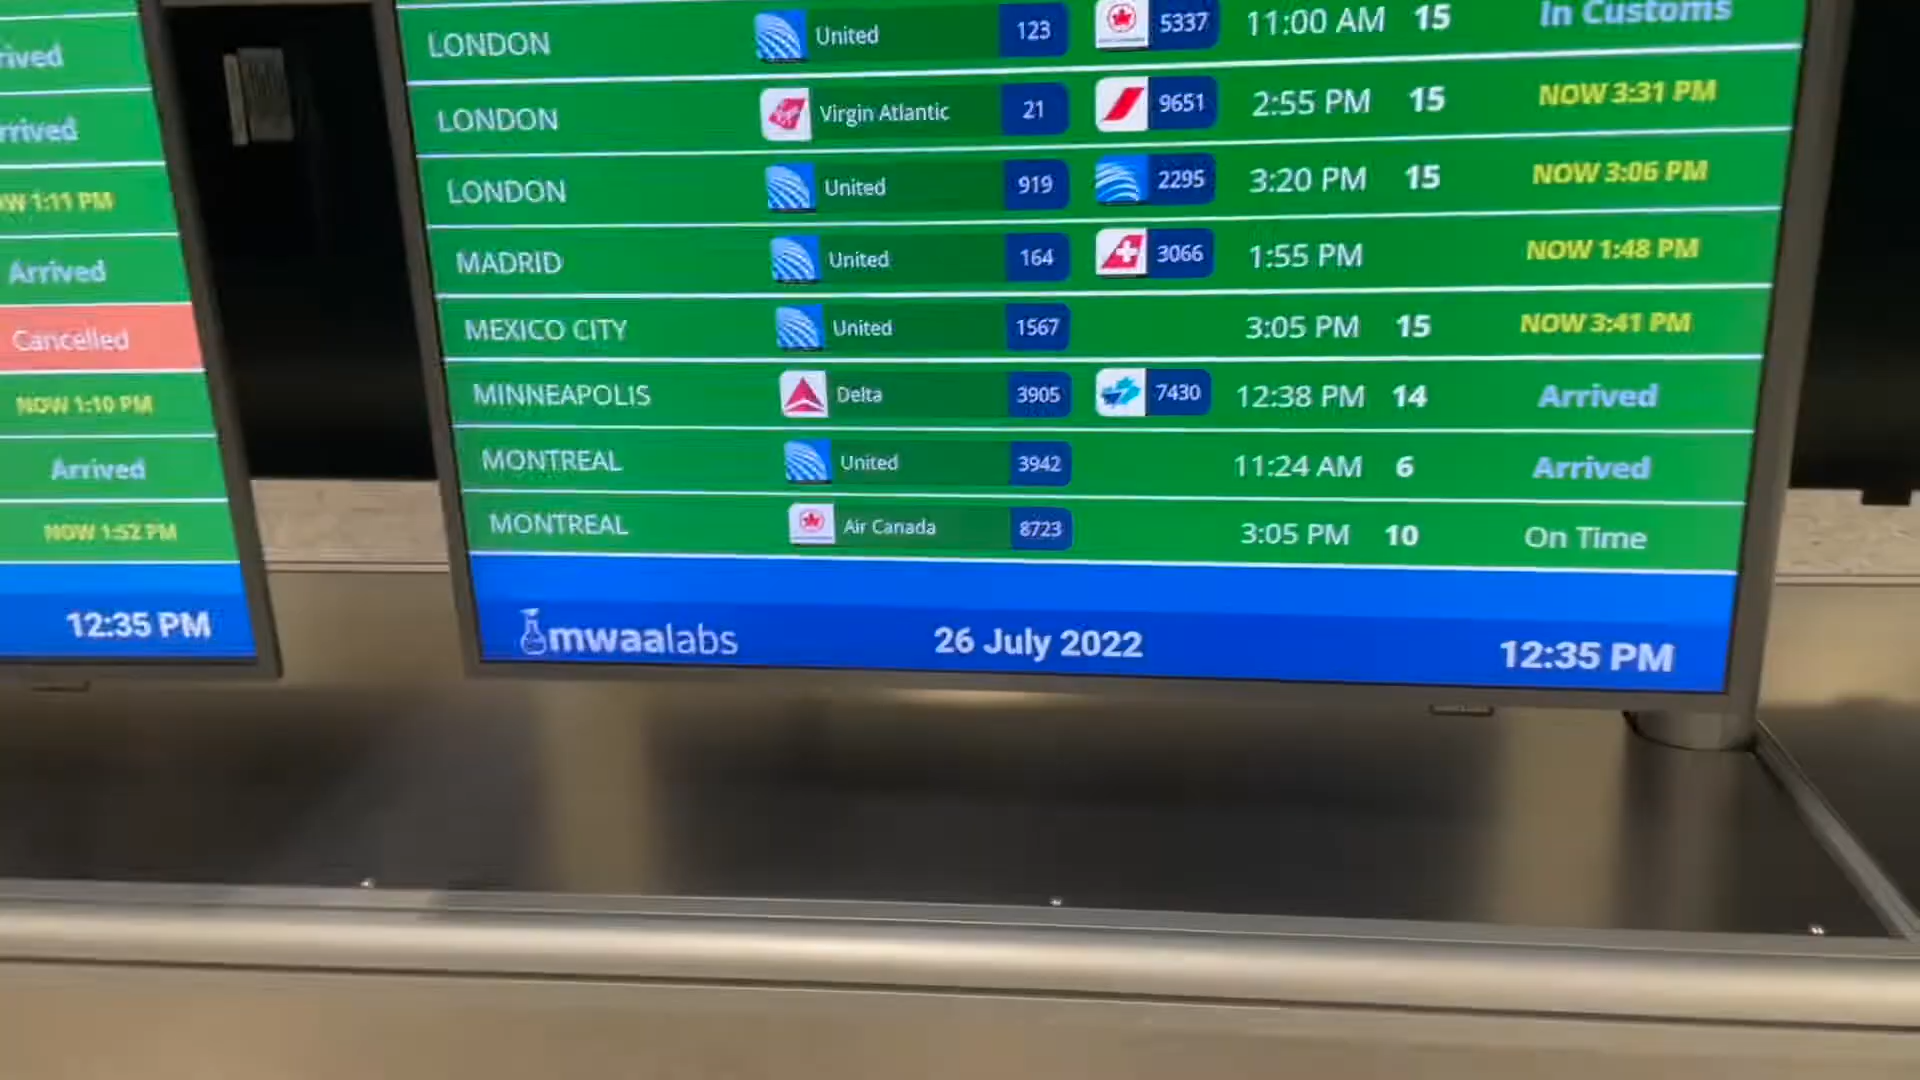 rived
rrived
OW 1:11 PM
Arrived
Cancelled
NOW 1:10 PM
Arrived
NOW 1:52 PM
12:35 PM
LONDON United 123 5337 11:00 AM 15 In Customs
LONDON Virgin Atlantic 21 9651 2:55 PM 15 NOW 3:31 PM
LONDON United 919 2295 3:20 PM 15 NOW 3:06 PM
MADRID United 164 3066 1:55 PM NOW 1:48 PM
MEXICO CITY United 1567 3:05 PM 15 NOW 3:41 PM
MINNEAPOLIS Delta 3905 7430 12:38 PM 14 Arrived
MONTREAL United 3942 11:24 AM 6 Arrived
MONTREAL Air Canada 8723 3:05 PM 10 On Time
mwaalabs 26 July 2022 12:35 PM